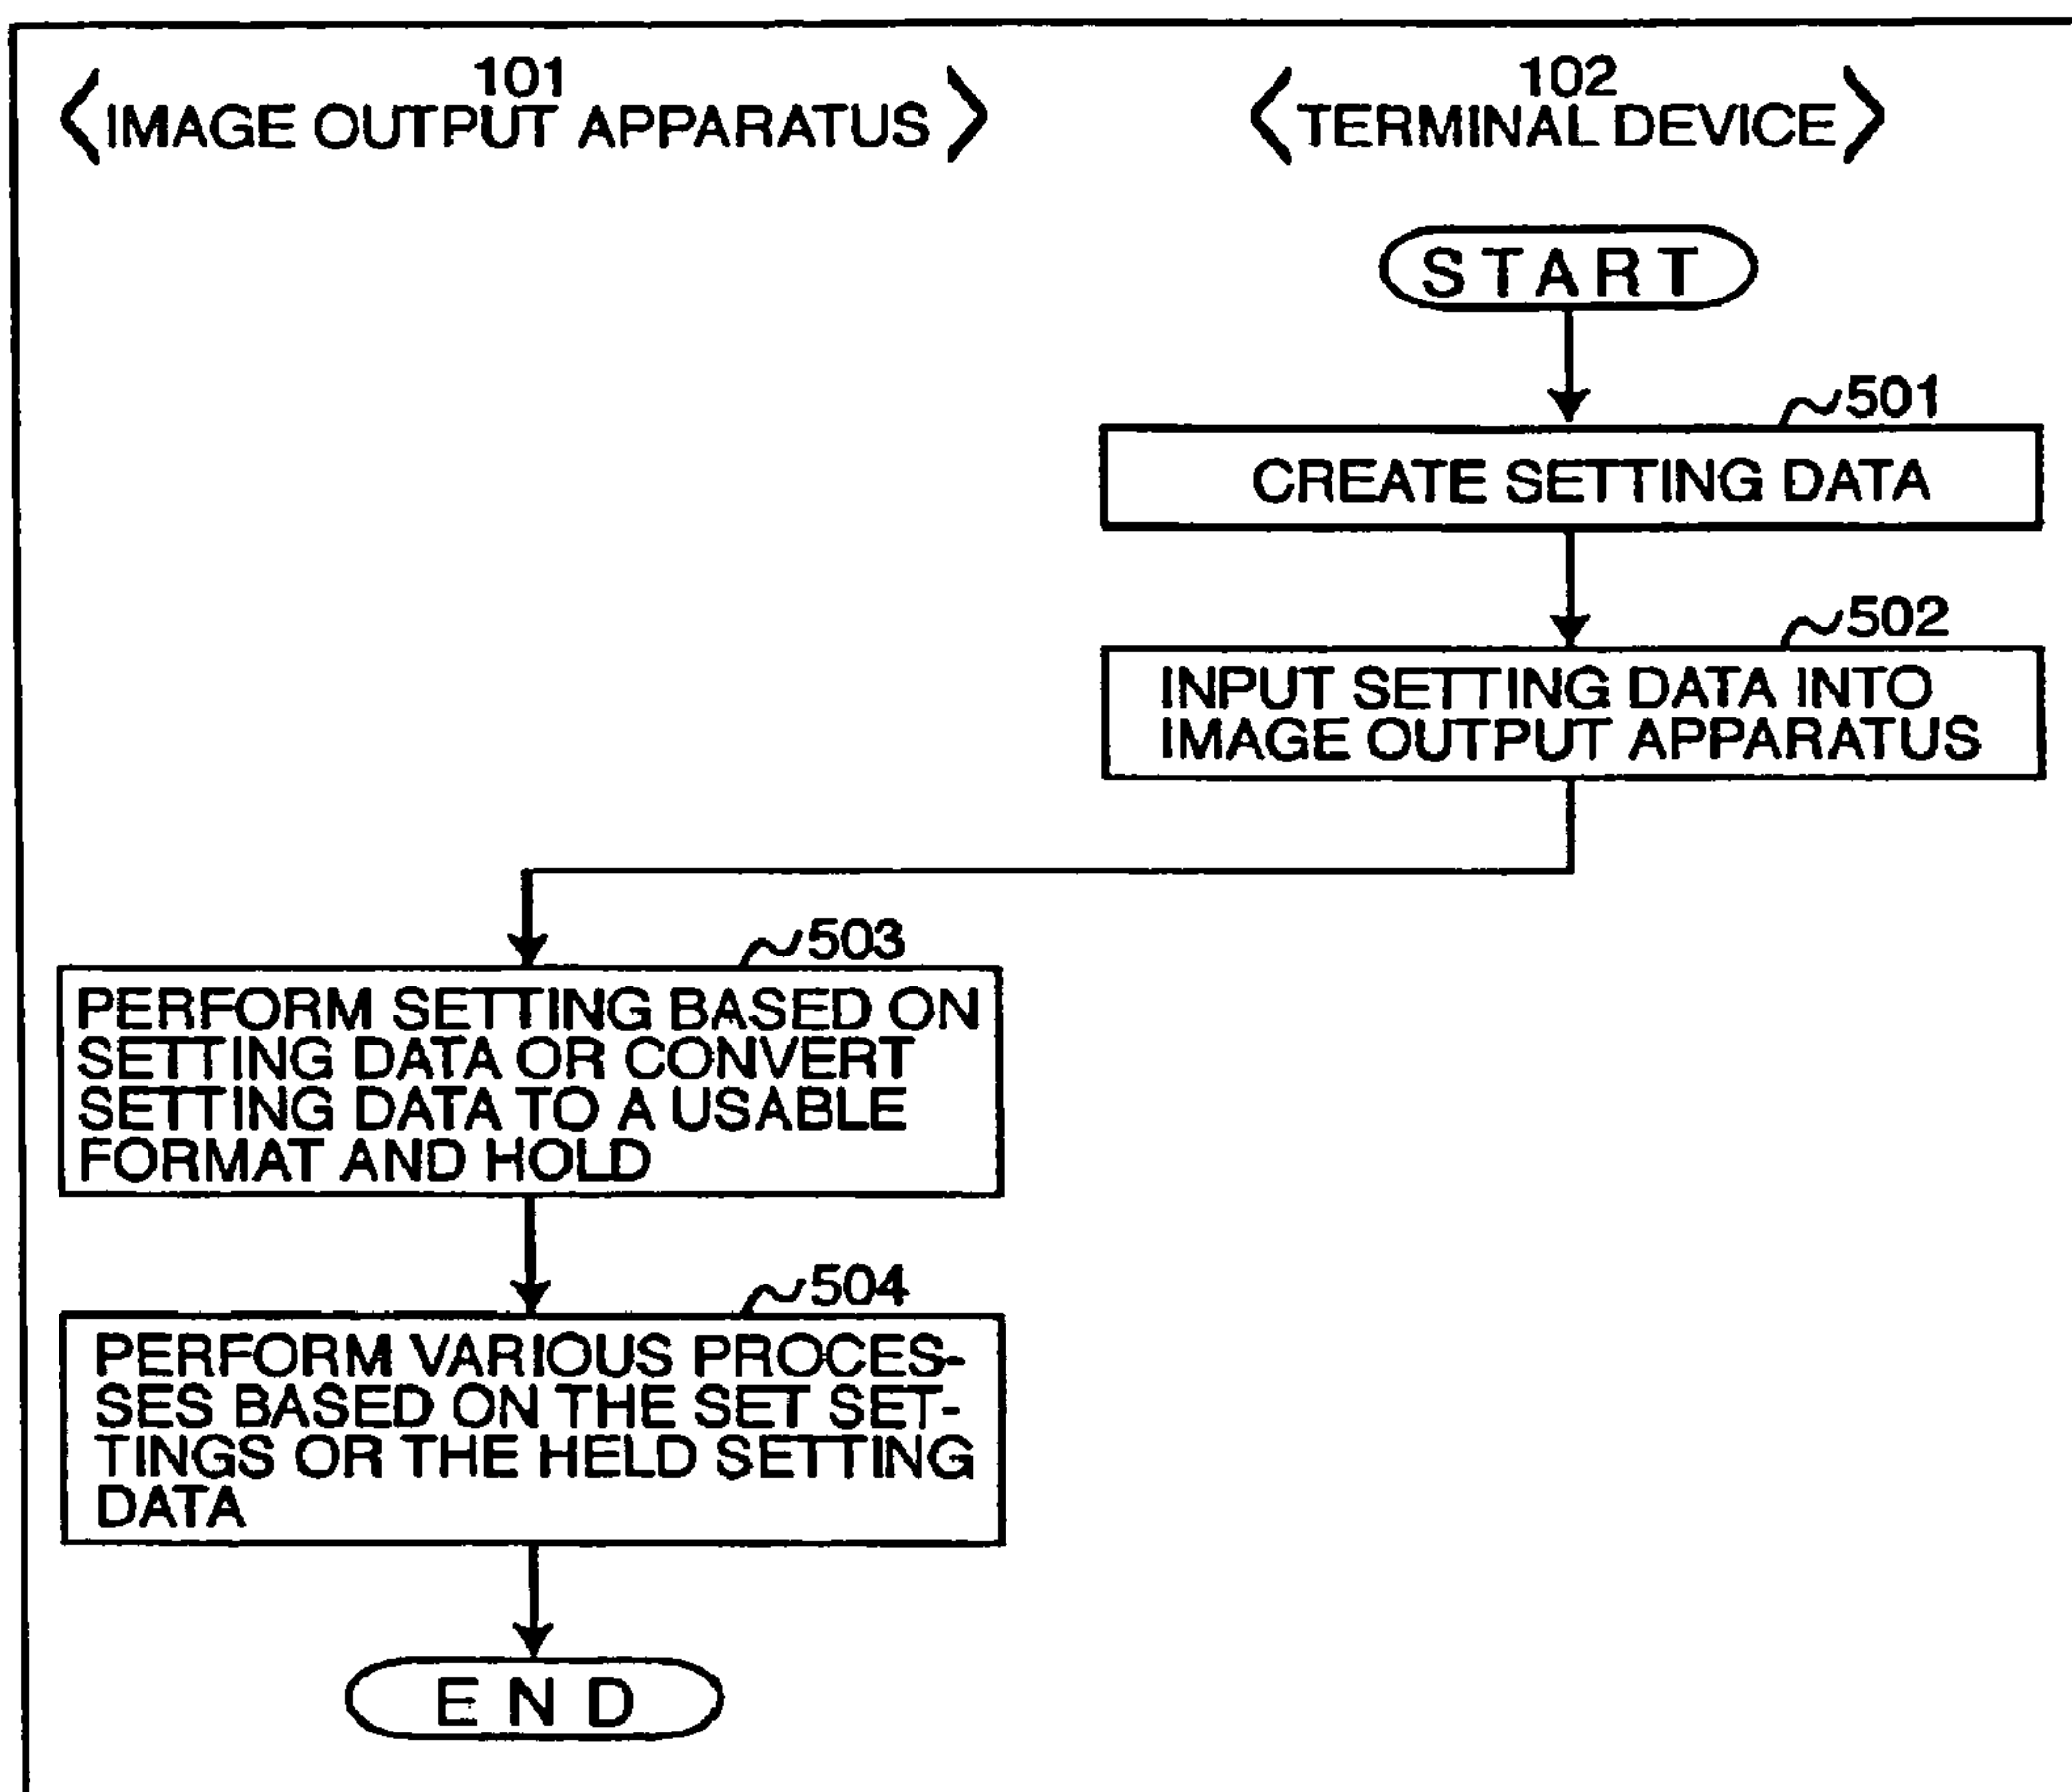 101
IMAGE OUTPUT APPARATUS
102
TERMINAL DEVICE
START
501
CREATE SETTING DATA
502
INPUT SETTING DATA INTO
IMAGE OUTPUT APPARATUS
503
PERFORM SETTING BASED ON
SETTING DATA OR CONVERT
SETTING DATA TO A USABLE
FORMAT AND HOLD
504
PERFORM VARIOUS PROCES-
SES BASED ON THE SET SET-
TINGS OR THE HELD SETTING
DATA
END